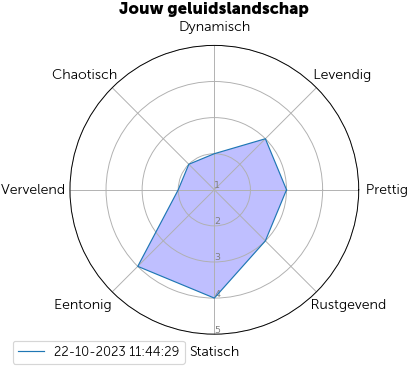 Jouw geluidslandschap
Dynamisch
Chaotisch
Levendig
Vervelend
1
Prettig
2
3
4
Eentonig
Rustgevend
5
22-10-2023 11:44:29
Statisch